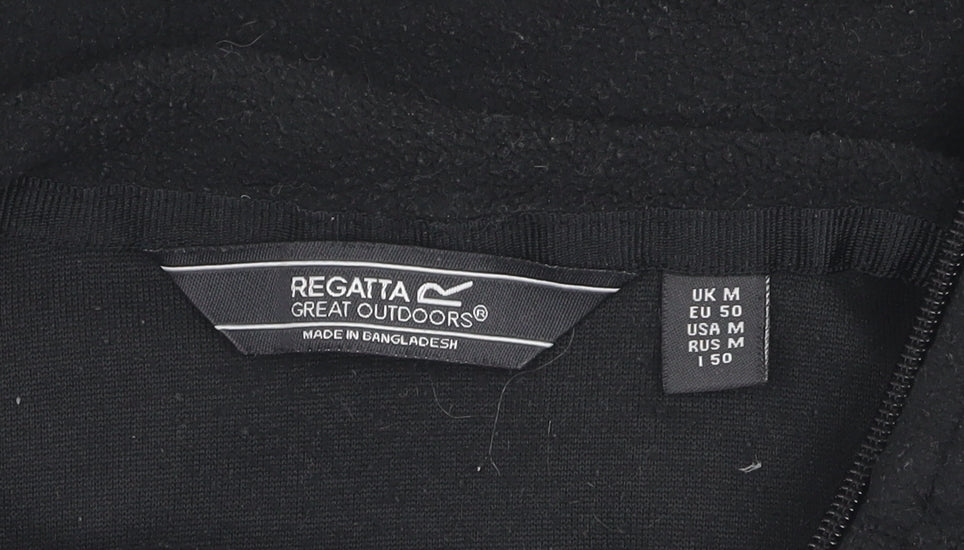 REGATTA
GREAT OUTDOORS®
MADE IN BANGLADESH
UK M
EU 50
USA M
RUS M
I 50